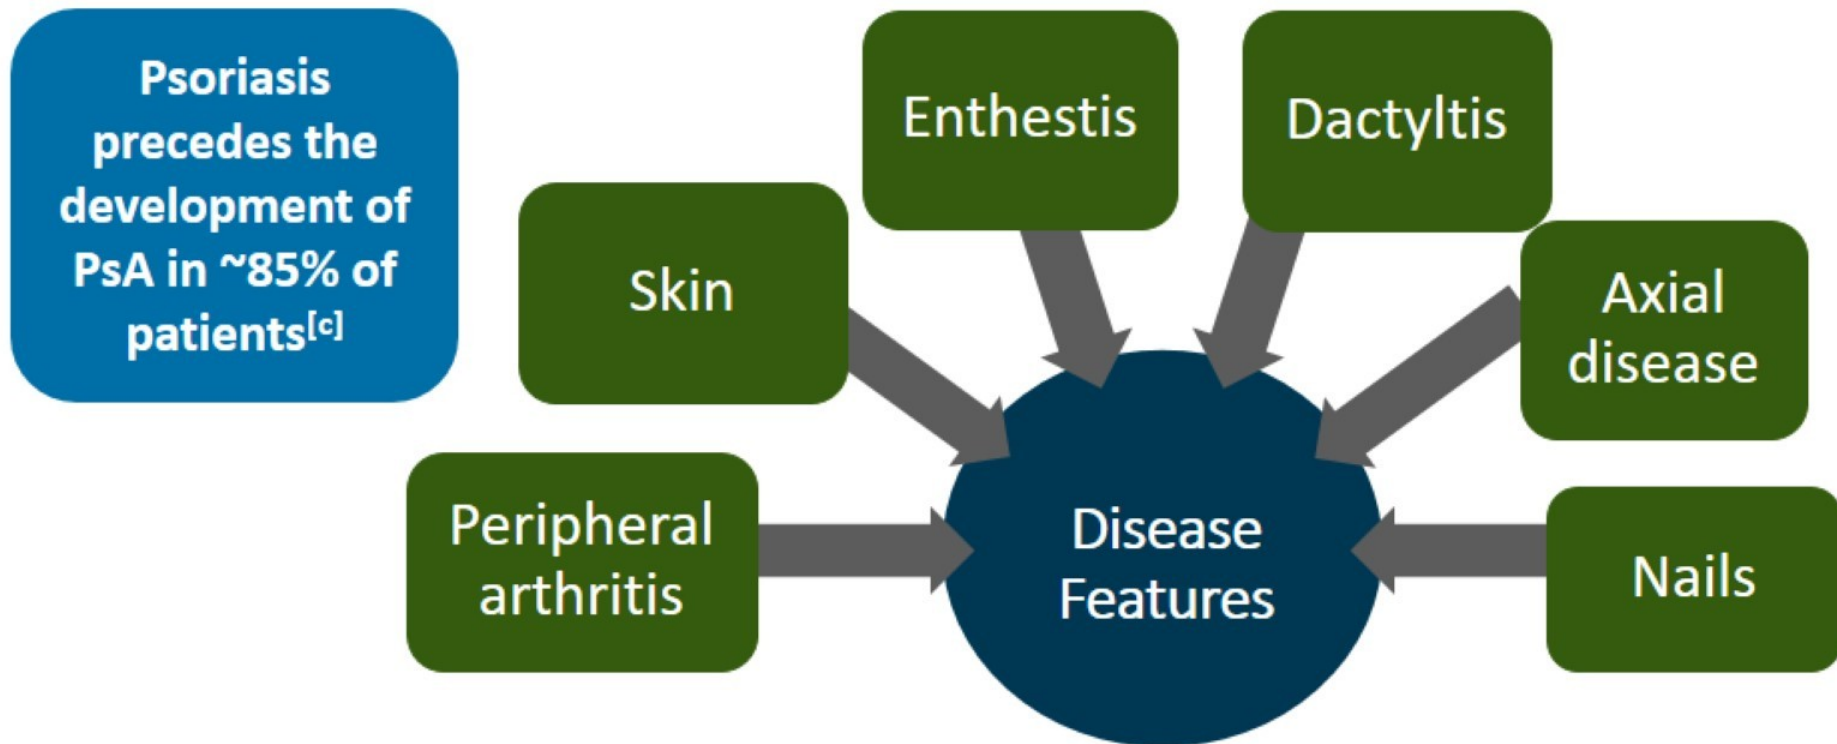 Psoriasis
precedes the
development of
PsA in ~85% of
patients[c]
Enthestis
Dactyltis
Skin
Axial
disease
Peripheral
arthritis
Disease
Features
Nails